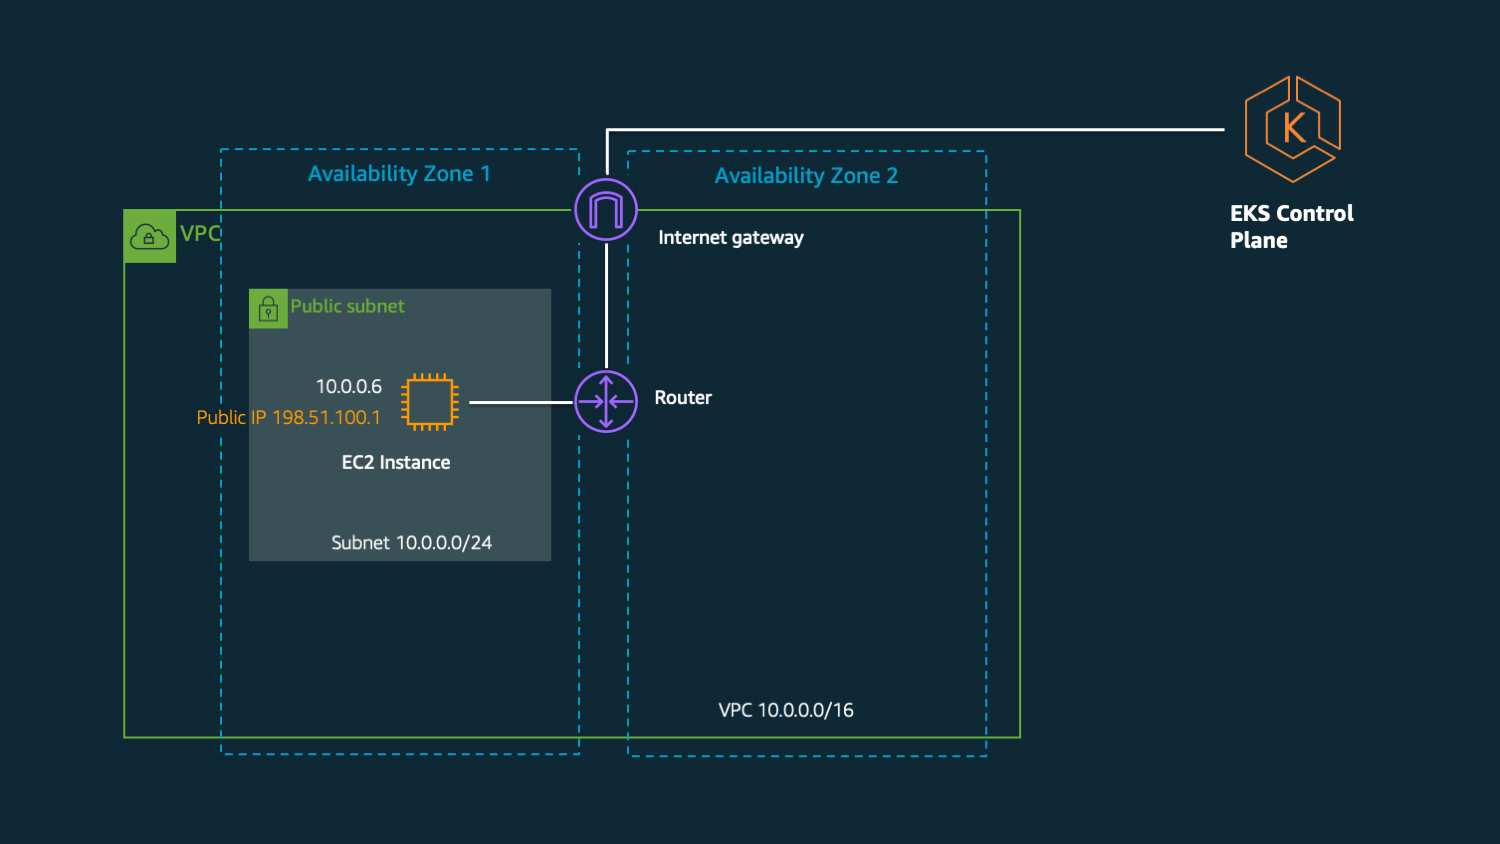 Availability Zone 1
Availability Zone 2
K
EKS Control
Plane
VPC
Internet gateway
Public subnet
10.0.0.6
Public IP 198.51.100.1
Router
EC2 Instance
Subnet 10.0.0.0/24
VPC 10.0.0.0/16